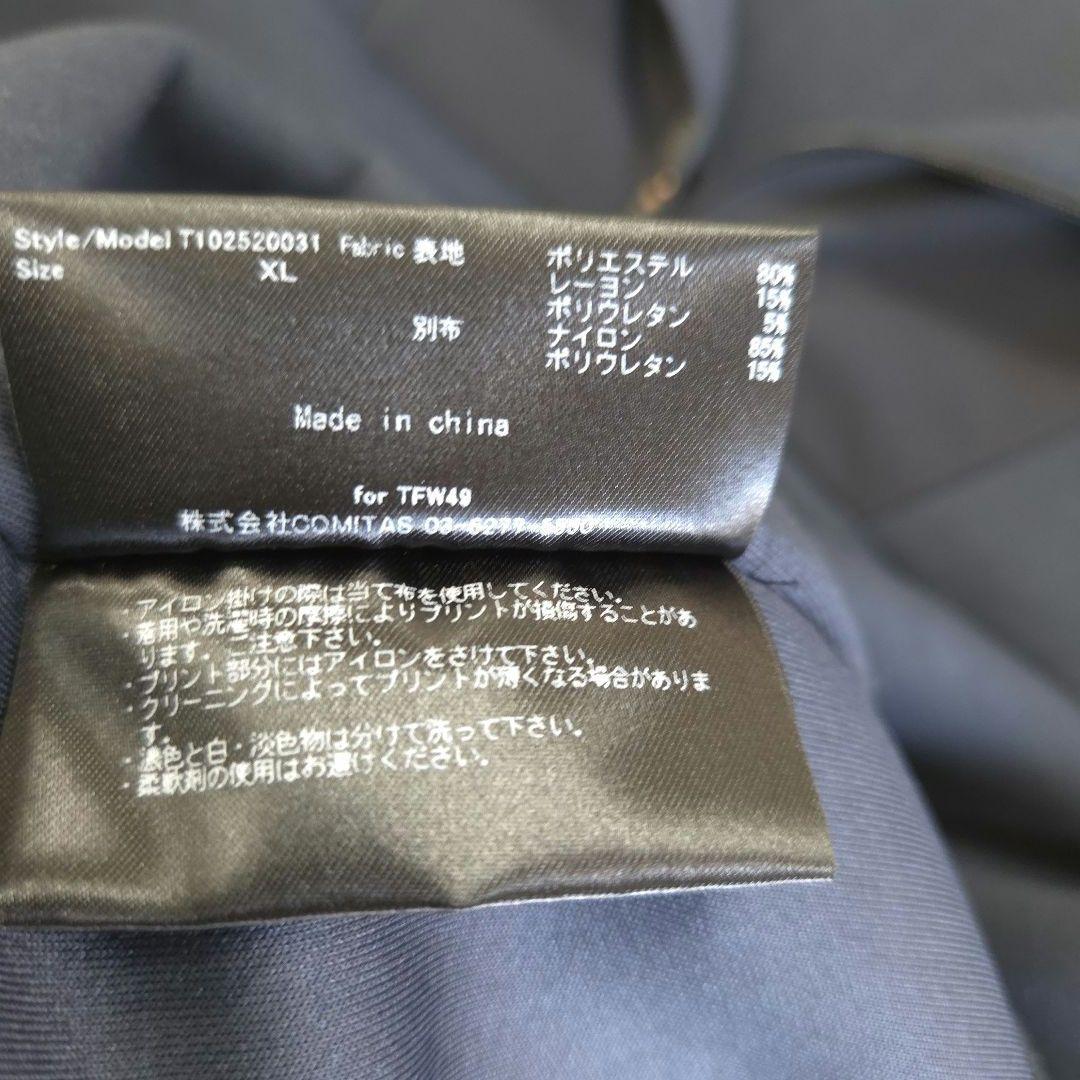 Style/Model T102520031 Fabric 表地 ポリエステル 80%
Size XL レーヨン 15%
ポリウレタン 5%
別布 ナイロン 85%
ポリウレタン 15%
Made in china
for TFW49
株式会社COMITAS 03-
・アイロン掛けの際は当て布を使用してください。
・着用や洗濯時の摩擦によりプリントが損傷することがあ
ります。ご注意下さい。
・プリント部分にはアイロンをさけて下さい。
・クリーニングによってプリントが薄くなる場合がありま
す。
・濃色と白・淡色物は分けて洗って下さい。
・柔軟剤の使用はお避けください。